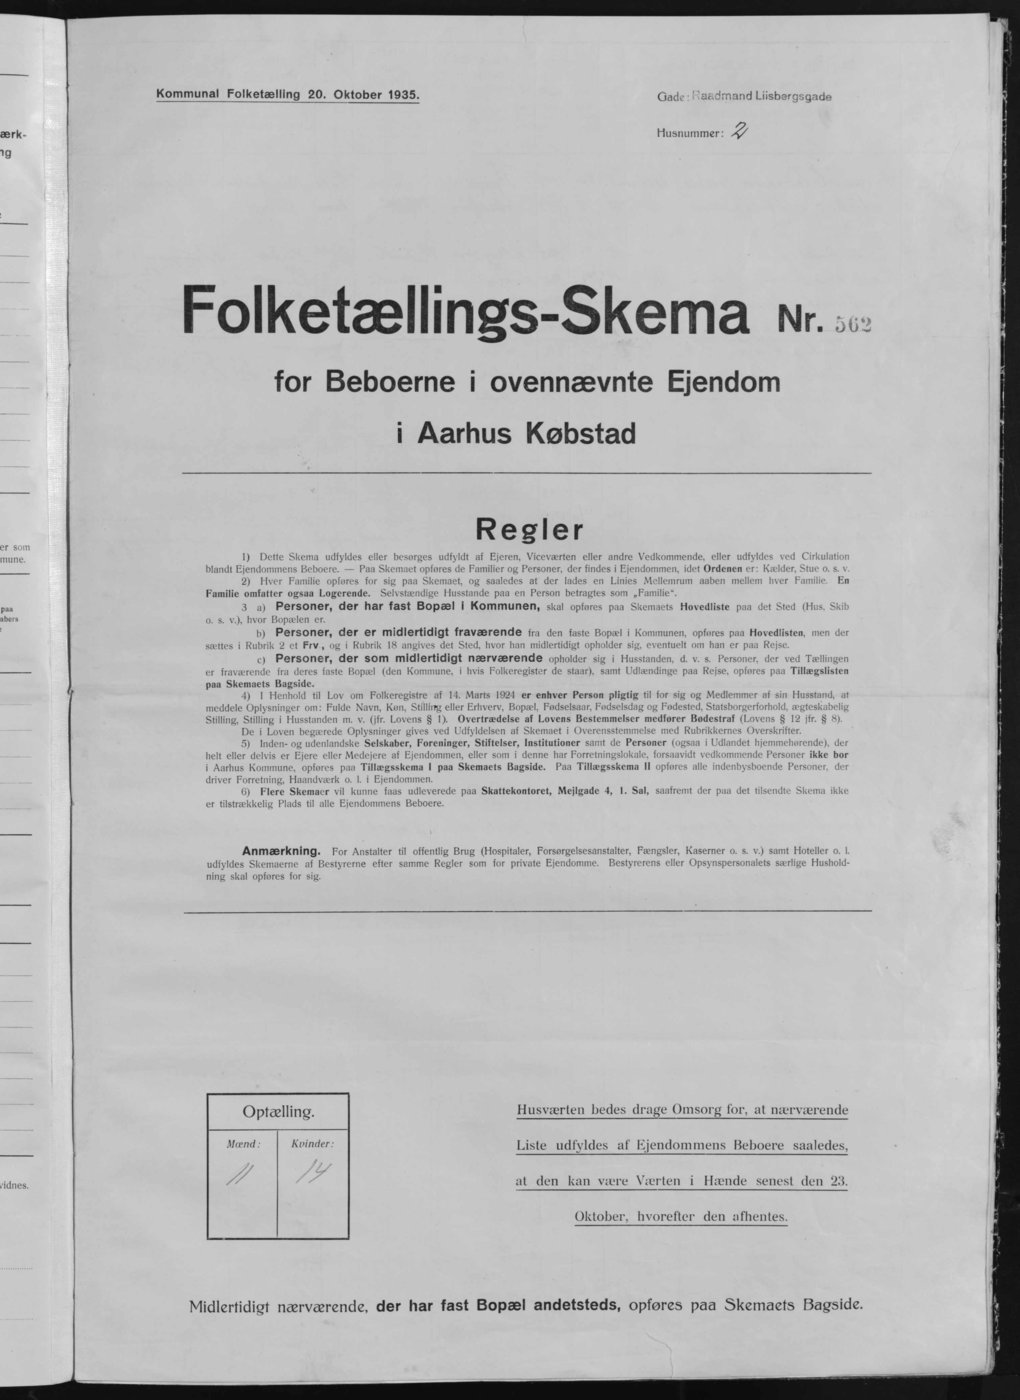 Kommunal Folketælling 20. Oktober 1935.
Gade: Raadmand Liisbergsgade
Husnummer: 2
Folketællings-Skema Nr. 562
for Beboerne i ovennævnte Ejendom
i Aarhus Købstad
Regler
1) Dette Skema udfyldes eller besørges udfyldt af Ejeren, Viceværten eller andre Vedkommende, eller udfyldes ved Cirkulation
blandt Ejendommens Beboere. — Paa Skemaet opføres de Familier og Personer, der findes i Ejendommen, idet Ordenen er: Kælder, Stue o. s. v.
2) Hver Familie opføres for sig paa Skemaet, og saaledes at der lades en Linies Mellemrum aaben mellem hver Familie. En
Familie omfatter ogsaa Logerende. Selvstændige Husstande paa en Person betragtes som „Familie“.
3 a) Personer, der har fast Bopæl i Kommunen, skal opføres paa Skemaets Hovedliste paa det Sted (Hus, Skib
o. s. v.), hvor Bopælen er.
b) Personer, der er midlertidigt fraværende fra den faste Bopæl i Kommunen, opføres paa Hovedlisten, men der
sættes i Rubrik 2 et Frv., og i Rubrik 18 angives det Sted, hvor han midlertidigt opholder sig, eventuelt om han er paa Rejse.
c) Personer, der som midlertidigt nærværende opholder sig i Husstanden, d. v. s. Personer, der ved Tællingen
er fraværende fra deres faste Bopæl (den Kommune, i hvis Folkeregister de staar), samt Udlændinge paa Rejse, opføres paa Tillægslisten
paa Skemaets Bagside.
4) I Henhold til Lov om Folkeregistre af 14. Marts 1924 er enhver Person pligtig til for sig og Medlemmer af sin Husstand, at
meddele Oplysninger om: Fulde Navn, Køn, Stilling eller Erhverv, Bopæl, Fødselsaar, Fødselsdag og Fødested, Statsborgerforhold, ægteskabelig
Stilling, Stilling i Husstanden m. v. (jfr. Lovens § 1). Overtrædelse af Lovens Bestemmelser medfører Bødestraf (Lovens § 12 jfr. § 8).
De i Loven begærede Oplysninger gives ved Udfyldelsen af Skemaet i Overensstemmelse med Rubrikkernes Overskrifter.
5) Inden- og udenlandske Selskaber, Foreninger, Stiftelser, Institutioner samt de Personer (ogsaa i Udlandet hjemmehørende), der
helt eller delvis er Ejere eller Medejere af Ejendommen, eller som i denne har Forretningslokale, forsaavidt vedkommende Personer ikke bor
i Aarhus Kommune, opføres paa Tillægsskema I paa Skemaets Bagside. Paa Tillægsskema II opføres alle indenbysboende Personer, der
driver Forretning, Haandværk o. l. i Ejendommen.
6) Flere Skemaer vil kunne faas udleverede paa Skattekontoret, Mejlgade 4, 1. Sal, saafremt der paa det tilsendte Skema ikke
er tilstrækkelig Plads til alle Ejendommens Beboere.
Anmærkning. For Anstalter til offentlig Brug (Hospitaler, Forsørgelsesanstalter, Fængsler, Kaserner o. s. v.) samt Hoteller o. l.
udfyldes Skemaerne af Bestyrerne efter samme Regler som for private Ejendomme. Bestyrerens eller Opsynspersonalets særlige Hushold-
ning skal opføres for sig.
Optælling.
Mænd: Kvinder:
11 14
Husværten bedes drage Omsorg for, at nærværende
Liste udfyldes af Ejendommens Beboere saaledes,
at den kan være Værten i Hænde senest den 23.
Oktober, hvorefter den afhentes.
Midlertidigt nærværende, der har fast Bopæl andetsteds, opføres paa Skemaets Bagside.